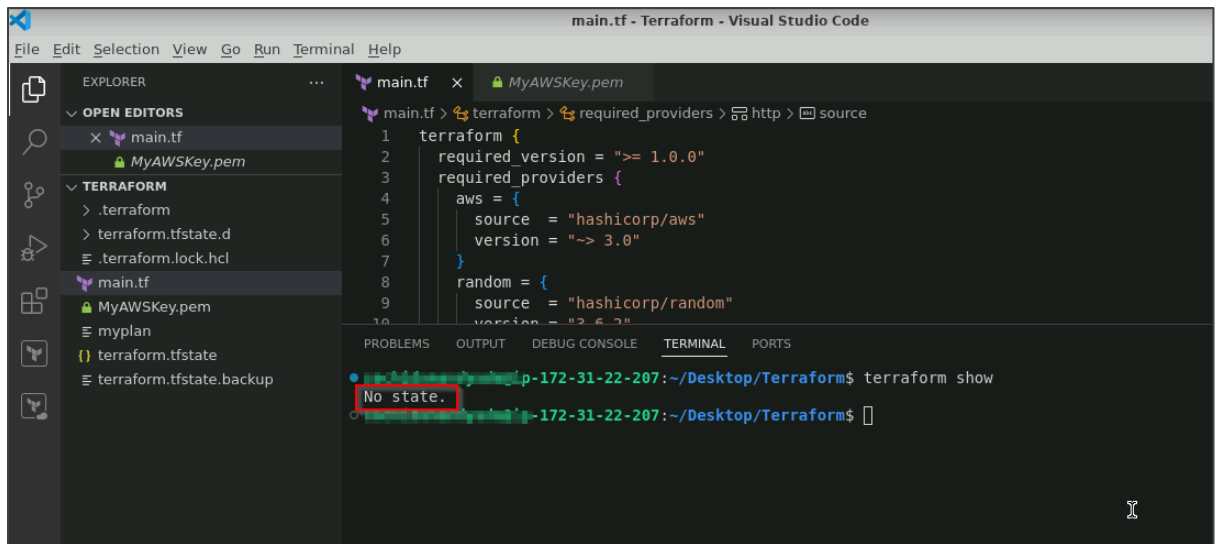 main.tf - Terraform - Visual Studio Code
File Edit Selection View Go Run Terminal Help
EXPLORER ...
OPEN EDITORS
main.tf
MyAWSKey.pem
TERRAFORM
.terraform
terraform.tfstate.d
.terraform.lock.hcl
main.tf
MyAWSKey.pem
myplan
{} terraform.tfstate
terraform.tfstate.backup
main.tf MyAWSKey.pem
main.tf > terraform > required_providers > http > source
1 terraform {
2 required_version = ">= 1.0.0"
3 required_providers {
4 aws = {
5 source = "hashicorp/aws"
6 version = "~> 3.0"
7 }
8 random = {
9 source = "hashicorp/random"
10 version = "3.6.2"
PROBLEMS OUTPUT DEBUG CONSOLE TERMINAL PORTS
p-172-31-22-207:~/Desktop/Terraform$ terraform show
No state.
-172-31-22-207:~/Desktop/Terraform$